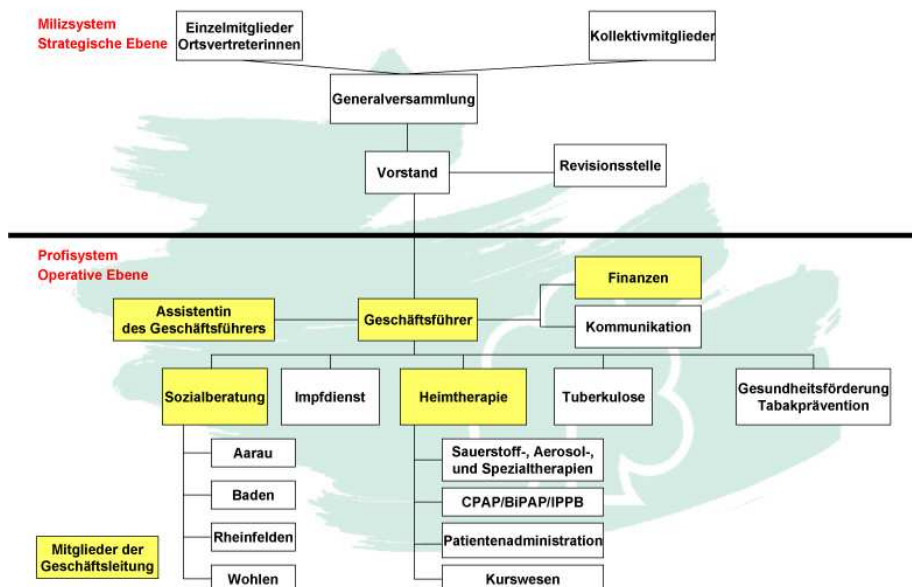 Milizsystem
Strategische Ebene
Einzelmitglieder
Ortsvertreterinnen
Kollektivmitglieder
Generalversammlung
Vorstand
Revisionsstelle
Profisystem
Operative Ebene
Assistentin
des Geschäftsführers
Geschäftsführer
Finanzen
Kommunikation
Sozialberatung
Impfdienst
Heimtherapie
Tuberkulose
Gesundheitsförderung
Tabakprävention
Aarau
Baden
Rheinfelden
Wohlen
Sauerstoff-, Aerosol-,
und Spezialtherapien
CPAP/BiPAP/IPPB
Patientenadministration
Kurswesen
Mitglieder der
Geschäftsleitung